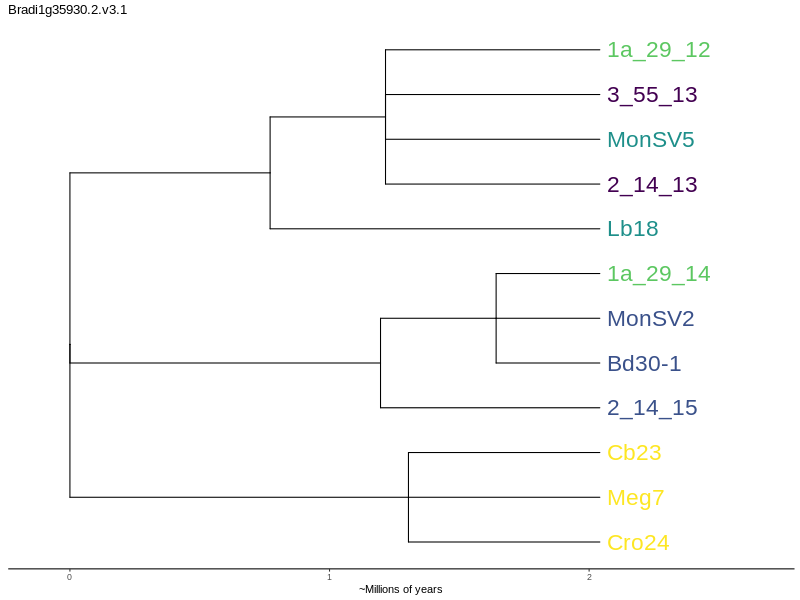 Bradi1g35930.2.v3.1
1a_29_12
3_55_13
MonSV5
2_14_13
Lb18
1a_29_14
MonSV2
Bd30-1
2_14_15
Cb23
Meg7
Cro24
0 1 2
~Millions of years